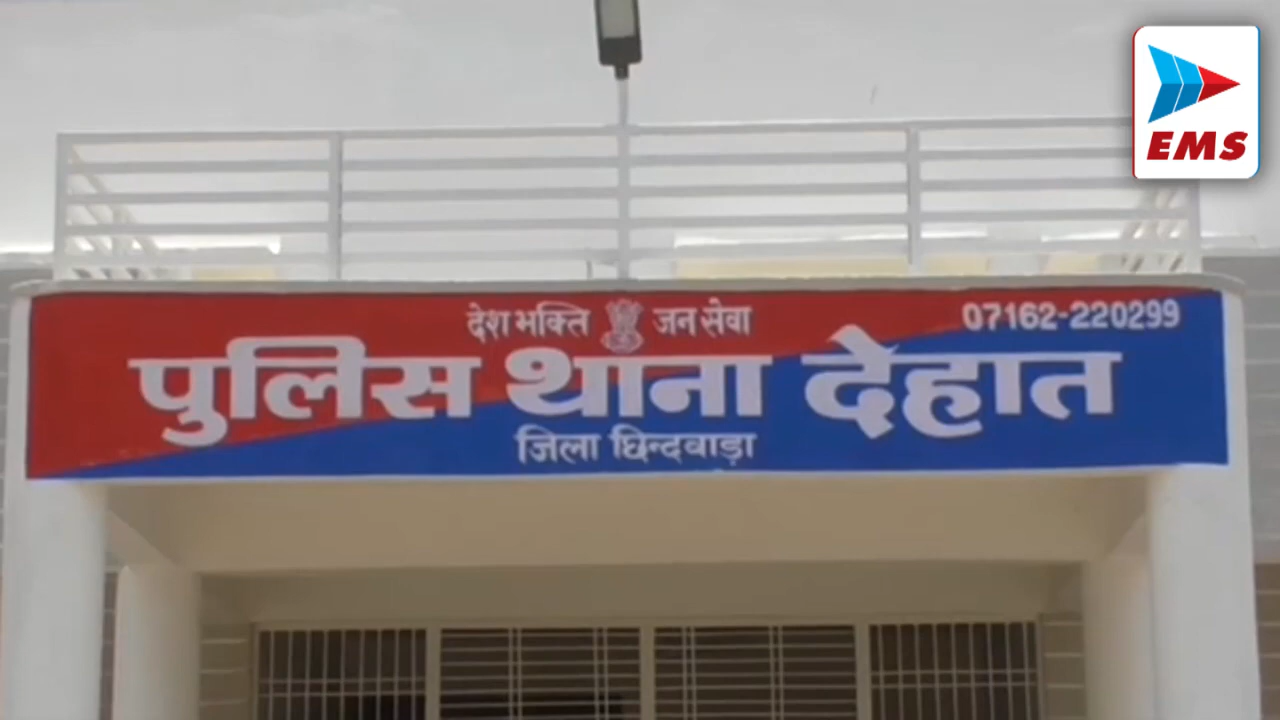 EMS
देश भक्ति जन सेवा 07162-220299
पुलिस थाना देहात
जिला छिन्दवाड़ा